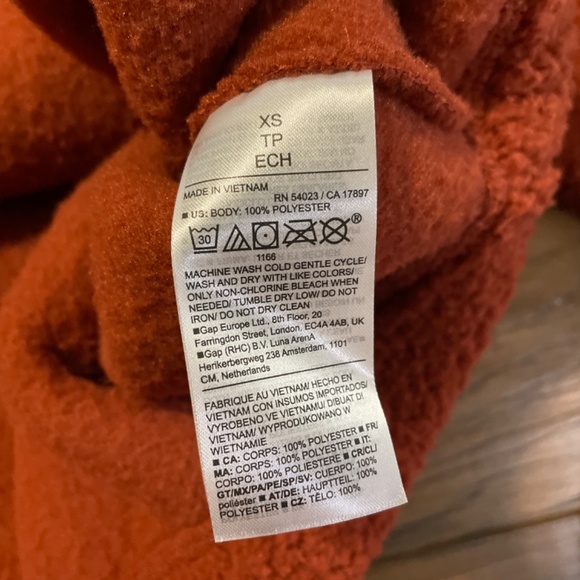 XS
TP
ECH
MADE IN VIETNAM
RN 54023 / CA 17897
■ US: BODY: 100% POLYESTER
30
®
1166
MACHINE WASH COLD GENTLE CYCLE/
WASH AND DRY WITH LIKE COLORS/
ONLY NON-CHLORINE BLEACH WHEN
NEEDED/ TUMBLE DRY LOW/ DO NOT
IRON/ DO NOT DRY CLEAN
■Gap Europe Ltd., 8th Floor, 20
Farringdon Street, London, EC4A 4AB, UK
■Gap (RHC) B.V. Luna ArenA
Herikerbergweg 238 Amsterdam, 1101
CM, Netherlands
FABRIQUÉ AU VIETNAM/ HECHO EN
VIETNAM CON INSUMOS IMPORTADOS/
VYROBENO VE VIETNAMU/ DIBUAT DI
VIETNAM/ WYPRODUKOWANO W
WIETNAMIE
■ CA: CORPS: 100% POLYESTER ■ FR/
MA: CORPS: 100% POLYESTER ■ IT:
CORPO: 100% POLIESTERE ■ CR/CL/
GT/MX/PA/PE/SP/SV: CUERPO: 100%
poliéster ■ AT/DE: HAUPTTEIL: 100%
POLYESTER ■ CZ: TĚLO: 100%